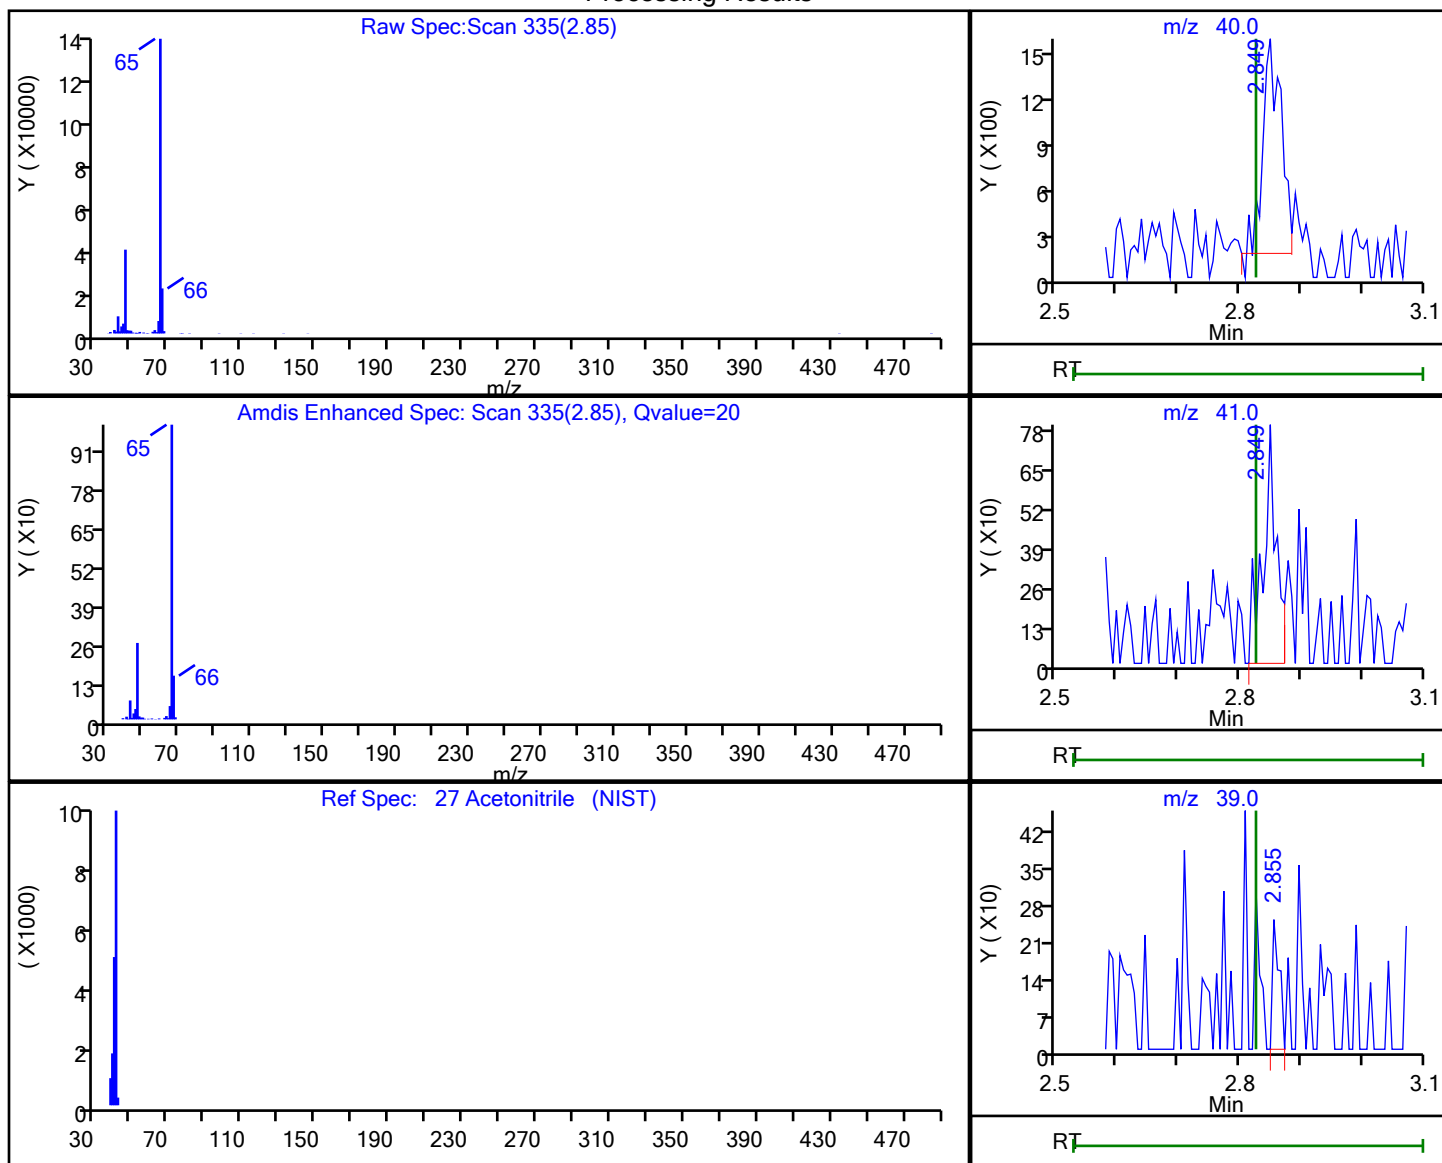 Processing Results
Raw Spec:Scan 335(2.85)
Y ( X10000)
14
12
10
8
6
4
2
0
65
66
30 70 110 150 190 230 270 310 350 390 430 470
m/z
m/z 40.0
Y ( X100)
15
12
9
6
3
0
2.849
2.5 2.8 3.1
Min
RT
Amdis Enhanced Spec: Scan 335(2.85), Qvalue=20
Y ( X10)
91
78
65
52
39
26
13
0
65
66
30 70 110 150 190 230 270 310 350 390 430 470
m/z
m/z 41.0
Y ( X10)
78
65
52
39
26
13
0
2.849
2.5 2.8 3.1
Min
RT
Ref Spec: 27 Acetonitrile (NIST)
( X1000)
10
8
6
4
2
0
30 70 110 150 190 230 270 310 350 390 430 470
m/z 39.0
Y ( X10)
42
35
28
21
14
7
0
2.855
2.5 2.8 3.1
Min
RT